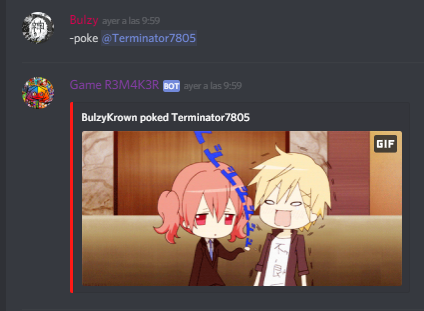 Bulzy ayer a las 9:59
-poke @Terminator7805
Game R3M4K3R BOT ayer a las 9:59
BulzyKrown poked Terminator7805
GIF